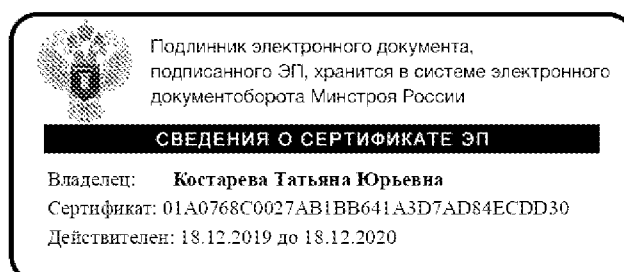 Подлинник электронного документа,
подписанного ЭП, хранится в системе электронного
документооборота Минстроя России
СВЕДЕНИЯ О СЕРТИФИКАТЕ ЭП
Владелец: Костарева Татьяна Юрьевна
Сертификат: 01A0768C0027AB1BB641A3D7AD84ECDD30
Действителен: 18.12.2019 до 18.12.2020